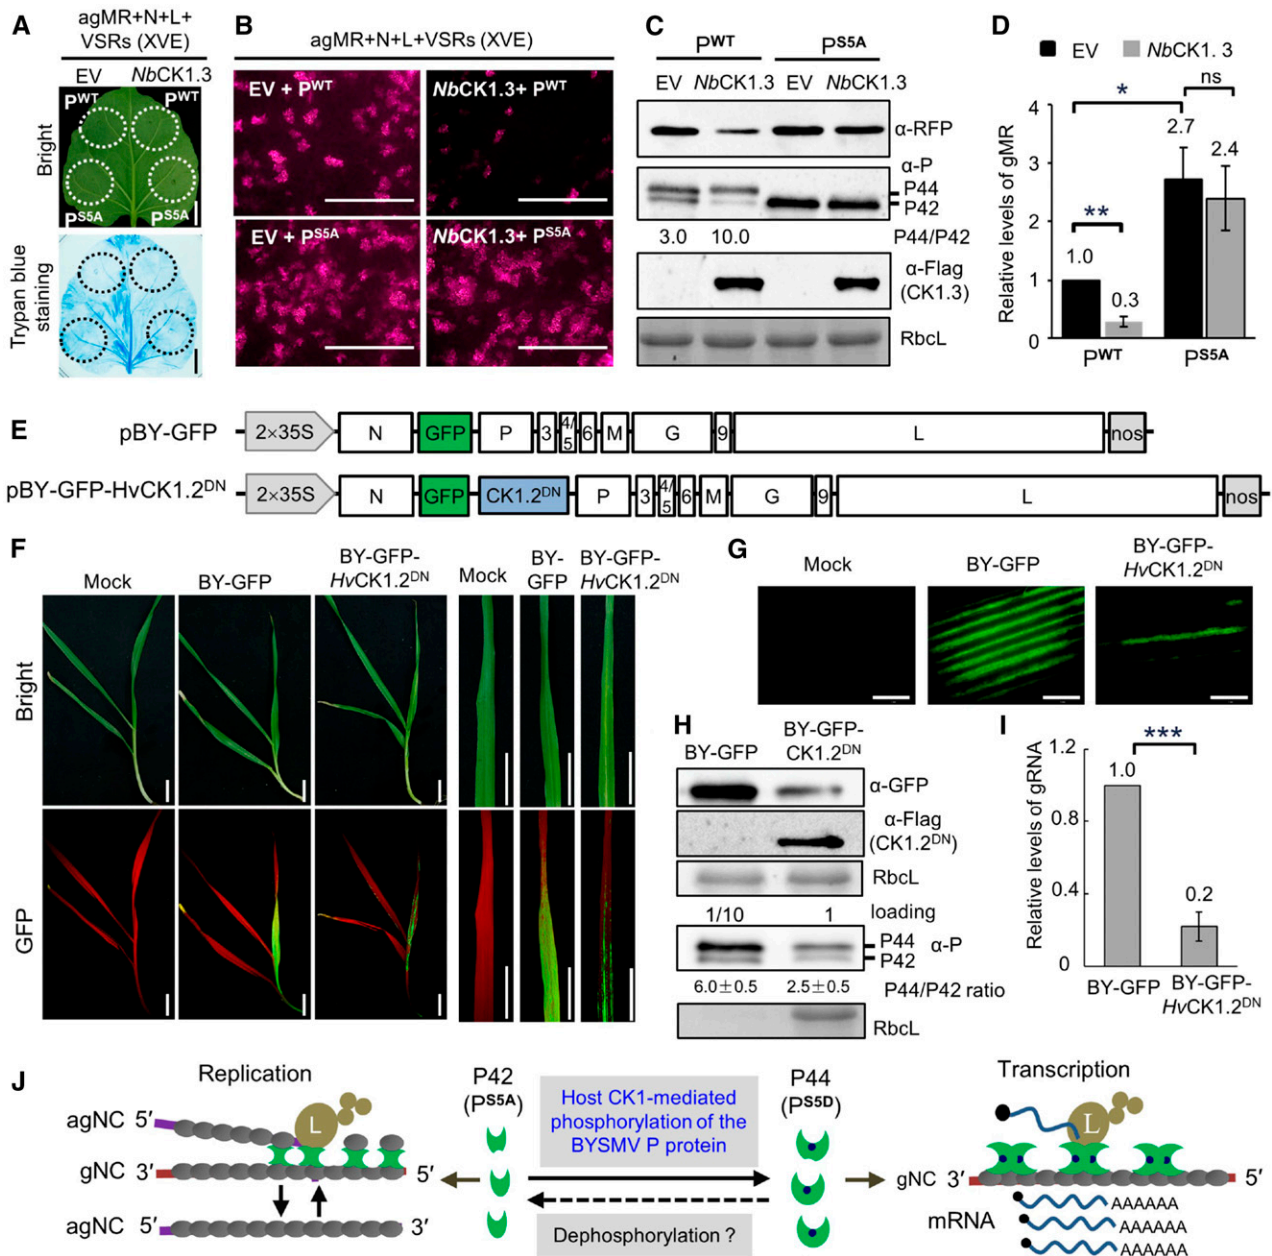 A
agMR+N+L+
VSRs (XVE)
EV NbCK1.3
PWT PWT
PS5A PS5A
Bright
Trypan blue
staining
B
agMR+N+L+VSRs (XVE)
EV + PWT
NbCK1.3+ PWT
EV + PS5A
NbCK1.3+ PS5A
C
PWT PS5A
EV NbCK1.3 EV NbCK1.3
α-RFP
α-P
P44
P42
3.0 10.0 P44/P42
α-Flag
(CK1.3)
RbcL
D
EV NbCK1. 3
Relative levels of gMR
4
3
2
1
0
* ns
**
1.0
0.3
2.7
2.4
PWT PS5A
E
pBY-GFP
2×35S N GFP P 3 4/5 6 M G 9 L nos
pBY-GFP-HvCK1.2DN
2×35S N GFP CK1.2DN P 3 4/5 6 M G 9 L nos
F
Mock
BY-GFP
BY-GFP-
HvCK1.2DN
Mock
BY-
GFP
BY-GFP-
HvCK1.2DN
Bright
GFP
G
Mock
BY-GFP
BY-GFP-
HvCK1.2DN
H
BY-GFP
BY-GFP-
CK1.2DN
α-GFP
α-Flag
(CK1.2DN)
RbcL
1/10 1 loading
P44 α-P
P42
6.0±0.5 2.5±0.5 P44/P42 ratio
RbcL
I
Relative levels of gRNA
1.2
0.8
0.4
0
***
1.0
0.2
BY-GFP
BY-GFP-
HvCK1.2DN
J
Replication
agNC 5′
L
gNC 3′ 5′
agNC 5′ 3′
P42
(PS5A)
Host CK1-mediated
phosphorylation of the
BYSMV P protein
Dephosphorylation ?
P44
(PS5D)
Transcription
L
gNC 3′ 5′
mRNA
AAAAAA
AAAAAA
AAAAAA